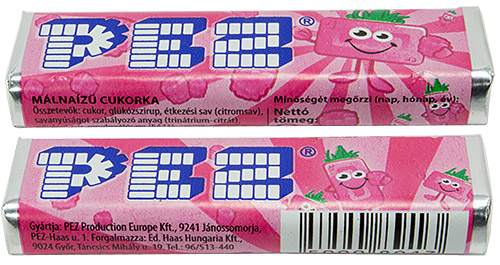 PEZ®
MÁLNAÍZŰ CUKORKA
Összetevők: cukor, glükózszirup, étkezési sav (citromsav),
savanyúságot szabályozó anyag (trinátrium-citrát)
Minőségét megőrzi (nap, hónap, év):
Nettó
tömeg:
PEZ®
Gyártja: PEZ Production Europe Kft., 9241 Jánossomorja,
PEZ-Haas u. 1. Forgalmazza: Ed. Haas Hungaria Kft.,
9024 Győr, Táncsics Mihály u. 19. Tel.: 96/513-440